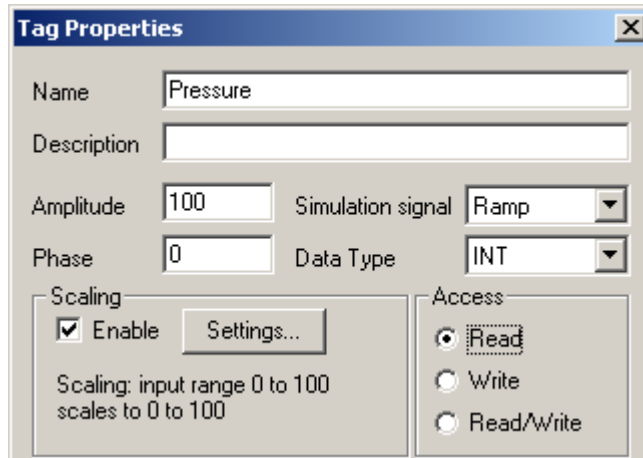 Tag Properties
Name Pressure
Description
Amplitude 100 Simulation signal Ramp
Phase 0 Data Type INT
Scaling
Enable Settings...
Scaling: input range 0 to 100
scales to 0 to 100
Access
Read
Write
Read/Write